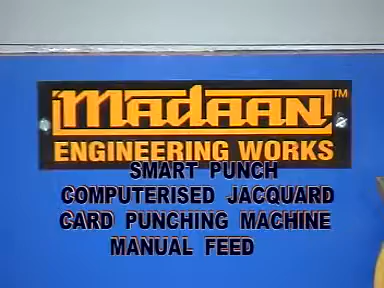 Madaan™
ENGINEERING WORKS
SMART PUNCH
COMPUTERISED JACQUARD
CARD PUNCHING MACHINE
MANUAL FEED